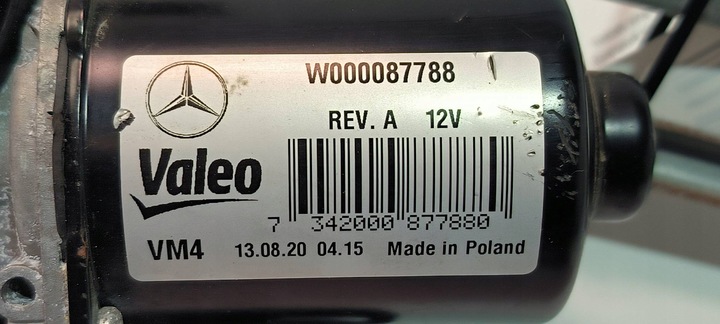 W000087788
REV. A 12V
Valeo
7 342000 877880
VM4 13.08.20 04.15 Made in Poland